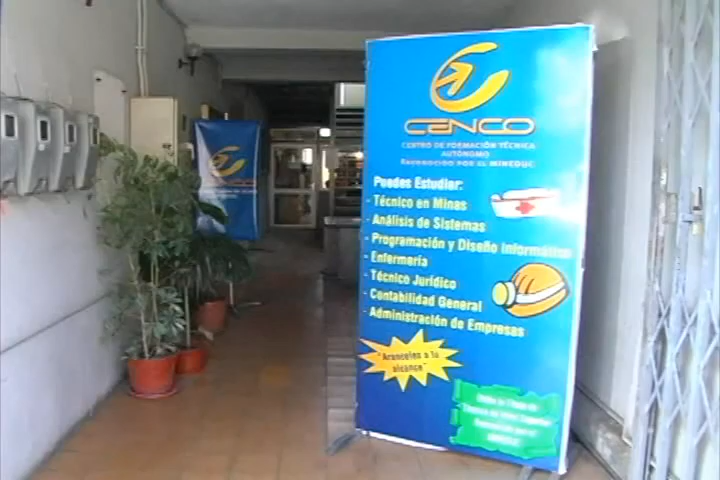 CENCO
CENTRO DE FORMACIÓN TÉCNICA
AUTÓNOMO
RECONOCIDO POR EL MINEDUC
Puedes Estudiar:
- Técnico en Minas
- Análisis de Sistemas
- Programación y Diseño Informático
- Enfermería
- Técnico Jurídico
- Contabilidad General
- Administración de Empresas
"Aranceles a tu
alcance"
CENCO